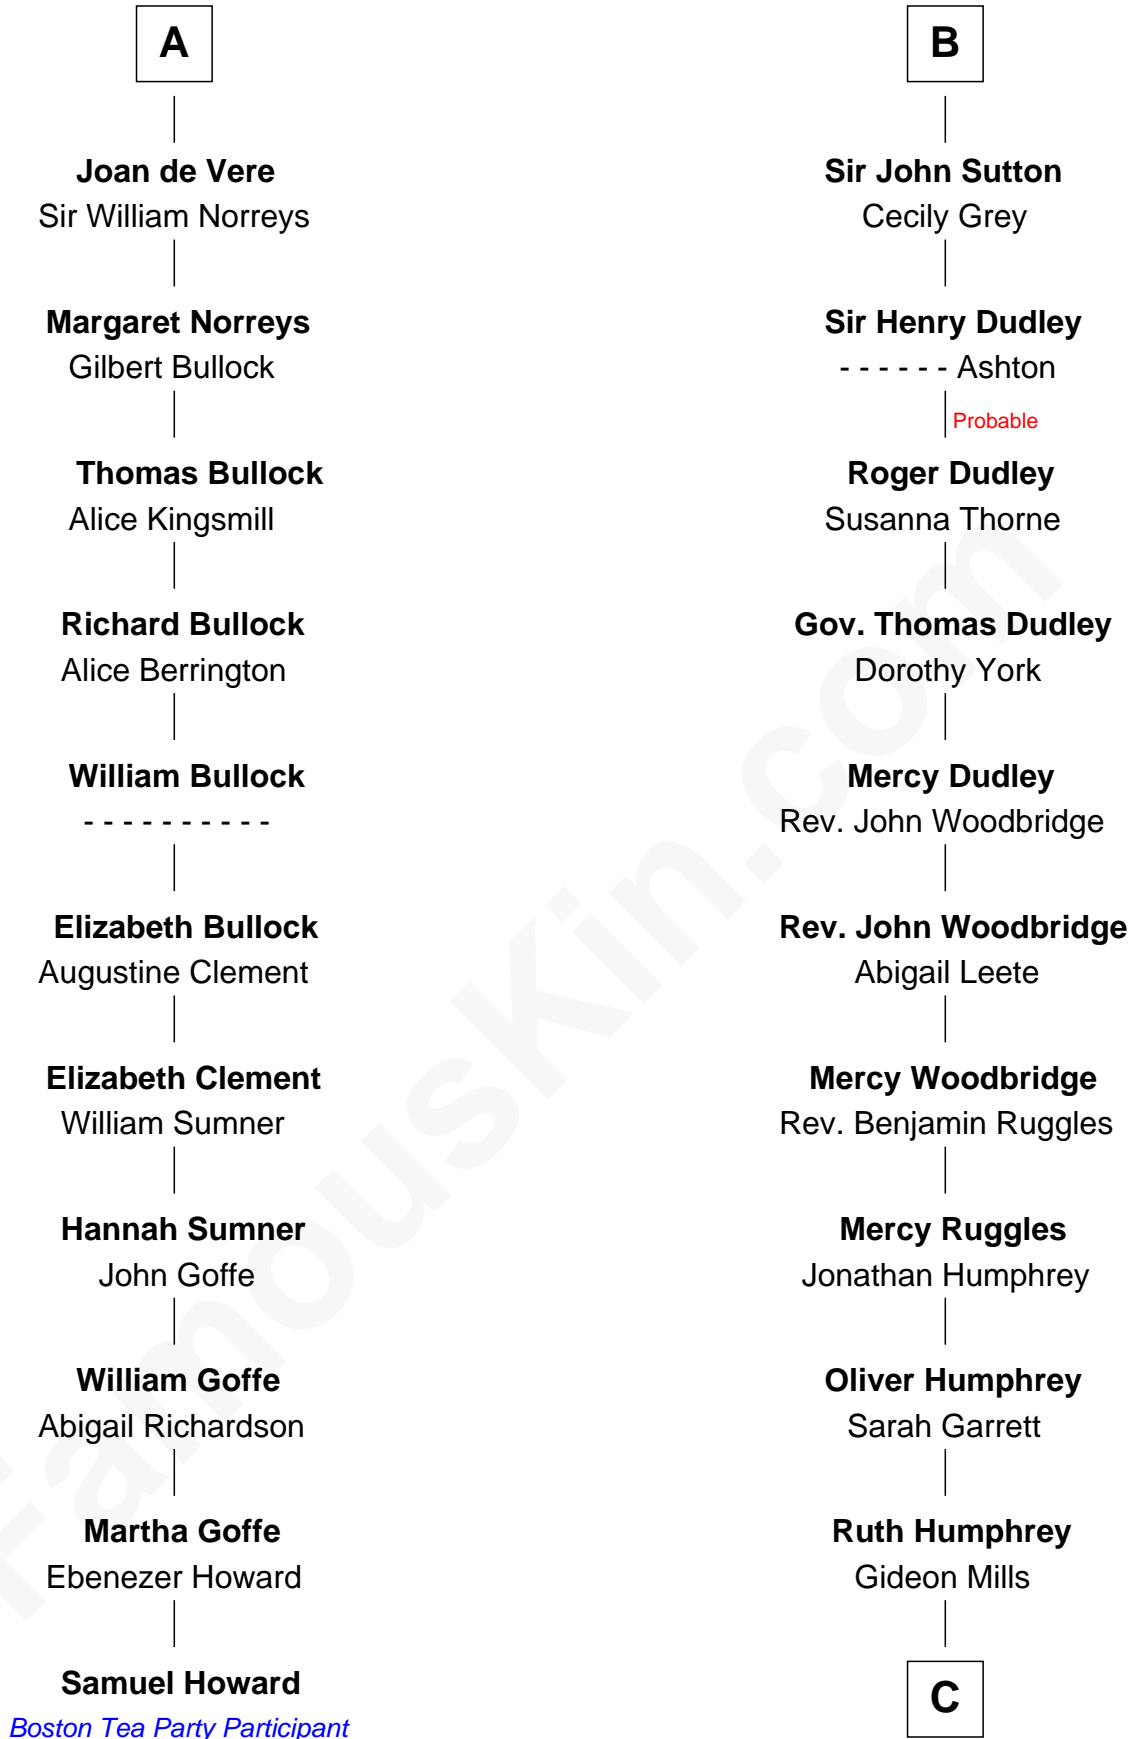 A
Joan de Vere
Sir William Norreys
Margaret Norreys
Gilbert Bullock
Thomas Bullock
Alice Kingsmill
Richard Bullock
Alice Berrington
William Bullock
- - - - - - - - - -
Elizabeth Bullock
Augustine Clement
Elizabeth Clement
William Sumner
Hannah Sumner
John Goffe
William Goffe
Abigail Richardson
Martha Goffe
Ebenezer Howard
Samuel Howard
Boston Tea Party Participant
B
Sir John Sutton
Cecily Grey
Sir Henry Dudley
- - - - - - Ashton
Probable
Roger Dudley
Susanna Thorne
Gov. Thomas Dudley
Dorothy York
Mercy Dudley
Rev. John Woodbridge
Rev. John Woodbridge
Abigail Leete
Mercy Woodbridge
Rev. Benjamin Ruggles
Mercy Ruggles
Jonathan Humphrey
Oliver Humphrey
Sarah Garrett
Ruth Humphrey
Gideon Mills
C
FamousKin.com